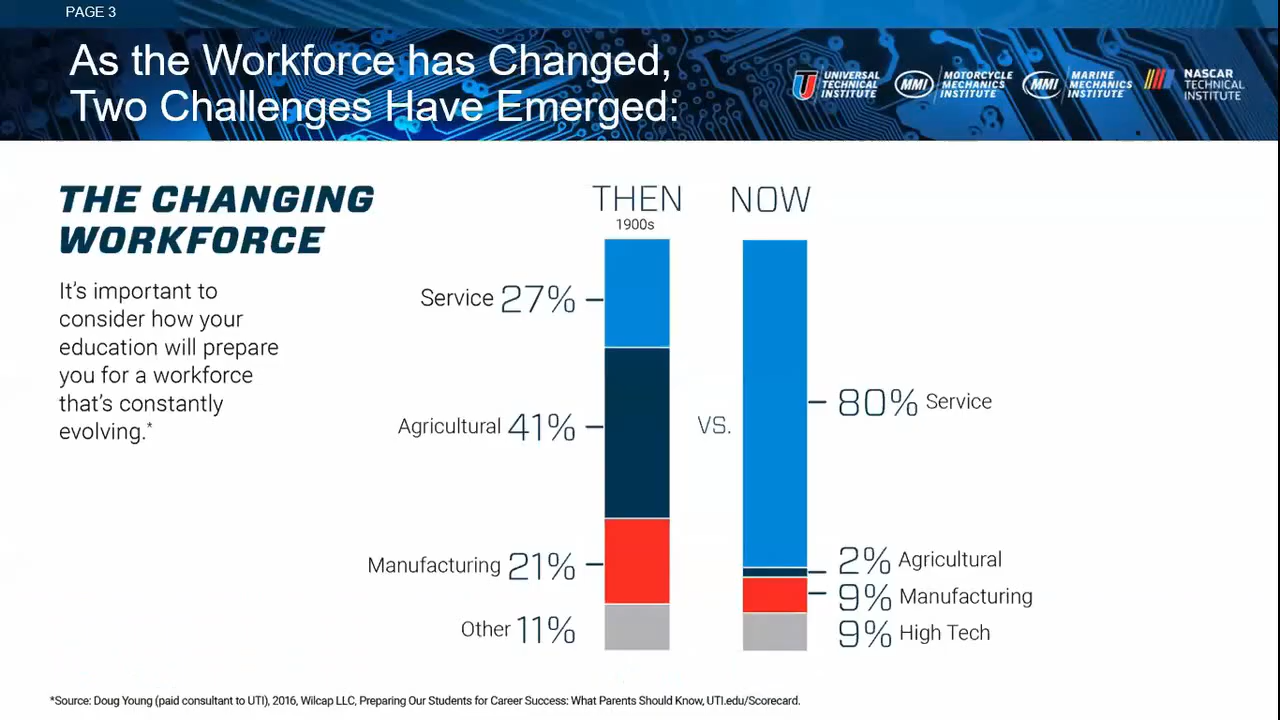 PAGE 3
As the Workforce has Changed,
Two Challenges Have Emerged:
UNIVERSAL
TECHNICAL
INSTITUTE
MMI
MOTORCYCLE
MECHANICS
INSTITUTE
MMI
MARINE
MECHANICS
INSTITUTE
NASCAR
TECHNICAL
INSTITUTE
THE CHANGING
WORKFORCE
It's important to
consider how your
education will prepare
you for a workforce
that's constantly
evolving.*
THEN
1900s
Service 27%
Agricultural 41%
Manufacturing 21%
Other 11%
VS.
NOW
80% Service
2% Agricultural
9% Manufacturing
9% High Tech
*Source: Doug Young (paid consultant to UTI), 2016, Wilcap LLC, Preparing Our Students for Career Success: What Parents Should Know, UTI.edu/Scorecard.